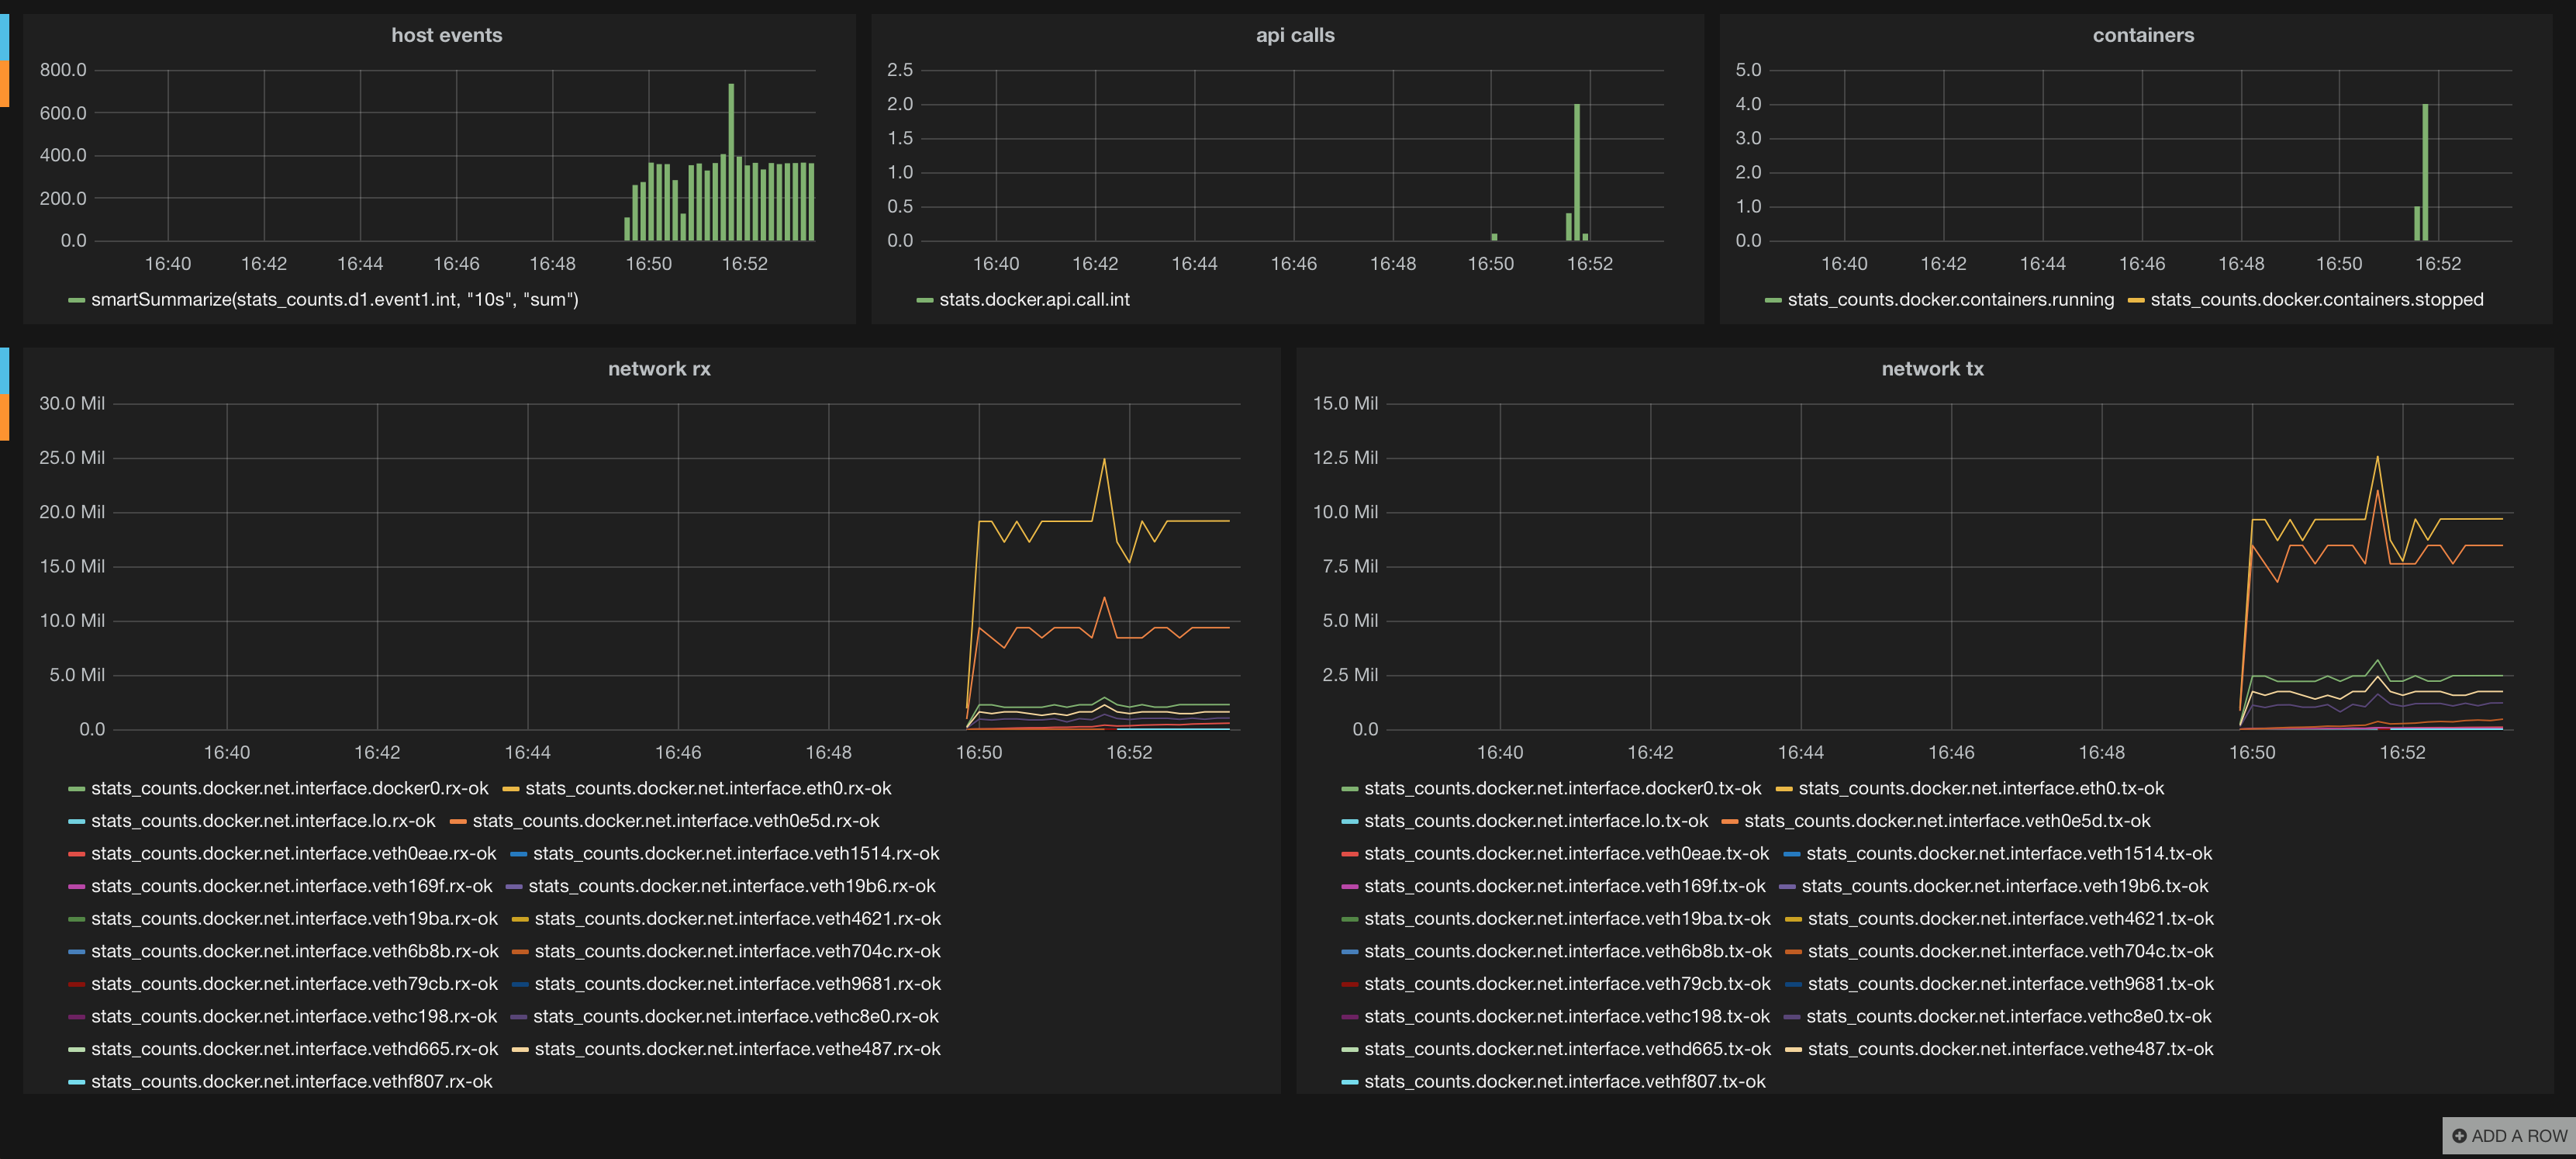 host events
800.0
600.0
400.0
200.0
0.0
16:40 16:42 16:44 16:46 16:48 16:50 16:52
smartSummarize(stats_counts.d1.event1.int, "10s", "sum")
api calls
2.5
2.0
1.5
1.0
0.5
0.0
16:40 16:42 16:44 16:46 16:48 16:50 16:52
stats.docker.api.call.int
containers
5.0
4.0
3.0
2.0
1.0
0.0
16:40 16:42 16:44 16:46 16:48 16:50 16:52
stats_counts.docker.containers.running stats_counts.docker.containers.stopped
network rx
30.0 Mil
25.0 Mil
20.0 Mil
15.0 Mil
10.0 Mil
5.0 Mil
0.0
16:40 16:42 16:44 16:46 16:48 16:50 16:52
stats_counts.docker.net.interface.docker0.rx-ok stats_counts.docker.net.interface.eth0.rx-ok
stats_counts.docker.net.interface.lo.rx-ok stats_counts.docker.net.interface.veth0e5d.rx-ok
stats_counts.docker.net.interface.veth0eae.rx-ok stats_counts.docker.net.interface.veth1514.rx-ok
stats_counts.docker.net.interface.veth169f.rx-ok stats_counts.docker.net.interface.veth19b6.rx-ok
stats_counts.docker.net.interface.veth19ba.rx-ok stats_counts.docker.net.interface.veth4621.rx-ok
stats_counts.docker.net.interface.veth6b8b.rx-ok stats_counts.docker.net.interface.veth704c.rx-ok
stats_counts.docker.net.interface.veth79cb.rx-ok stats_counts.docker.net.interface.veth9681.rx-ok
stats_counts.docker.net.interface.vethc198.rx-ok stats_counts.docker.net.interface.vethc8e0.rx-ok
stats_counts.docker.net.interface.vethd665.rx-ok stats_counts.docker.net.interface.vethe487.rx-ok
stats_counts.docker.net.interface.vethf807.rx-ok
network tx
15.0 Mil
12.5 Mil
10.0 Mil
7.5 Mil
5.0 Mil
2.5 Mil
0.0
16:40 16:42 16:44 16:46 16:48 16:50 16:52
stats_counts.docker.net.interface.docker0.tx-ok stats_counts.docker.net.interface.eth0.tx-ok
stats_counts.docker.net.interface.lo.tx-ok stats_counts.docker.net.interface.veth0e5d.tx-ok
stats_counts.docker.net.interface.veth0eae.tx-ok stats_counts.docker.net.interface.veth1514.tx-ok
stats_counts.docker.net.interface.veth169f.tx-ok stats_counts.docker.net.interface.veth19b6.tx-ok
stats_counts.docker.net.interface.veth19ba.tx-ok stats_counts.docker.net.interface.veth4621.tx-ok
stats_counts.docker.net.interface.veth6b8b.tx-ok stats_counts.docker.net.interface.veth704c.tx-ok
stats_counts.docker.net.interface.veth79cb.tx-ok stats_counts.docker.net.interface.veth9681.tx-ok
stats_counts.docker.net.interface.vethc198.tx-ok stats_counts.docker.net.interface.vethc8e0.tx-ok
stats_counts.docker.net.interface.vethd665.tx-ok stats_counts.docker.net.interface.vethe487.tx-ok
stats_counts.docker.net.interface.vethf807.tx-ok
ADD A ROW